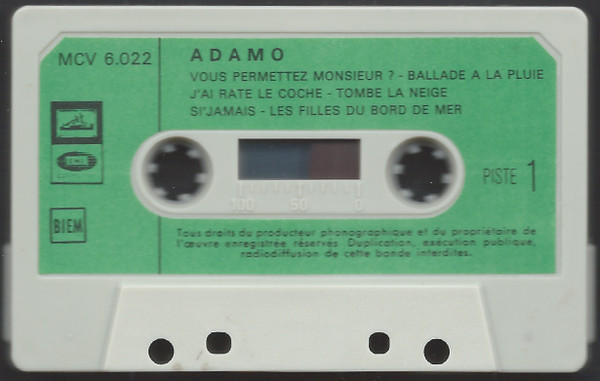 MCV 6.022
ADAMO
VOUS PERMETTEZ MONSIEUR ? - BALLADE A LA PLUIE
J'AI RATE LE COCHE - TOMBE LA NEIGE
SI'JAMAIS - LES FILLES DU BORD DE MER
EMI
BIEM
PISTE 1
100 50 0
Tous droits du producteur phonographique et du propriétaire de
l'œuvre enregistrée réservés. Duplication, exécution publique,
radiodiffusion de cette bande interdites.